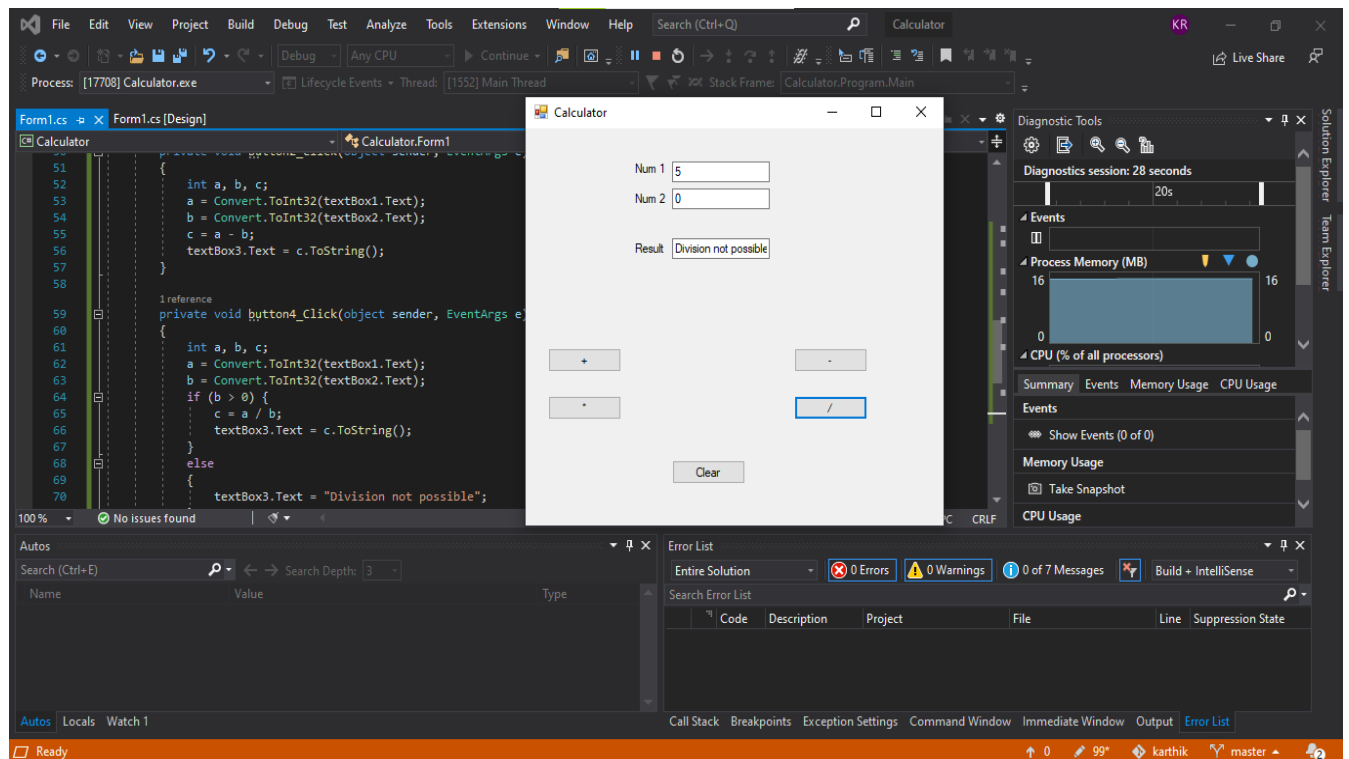 File Edit View Project Build Debug Test Analyze Tools Extensions Window Help Search (Ctrl+Q) Calculator KR
Debug Any CPU Continue Live Share
Process: [17708] Calculator.exe Lifecycle Events Thread: [1552] Main Thread Stack Frame: Calculator.Program.Main
Form1.cs Form1.cs [Design]
Calculator Calculator.Form1
51 {
52 int a, b, c;
53 a = Convert.ToInt32(textBox1.Text);
54 b = Convert.ToInt32(textBox2.Text);
55 c = a - b;
56 textBox3.Text = c.ToString();
57 }
58
1 reference
59 private void button4_Click(object sender, EventArgs e)
60 {
61 int a, b, c;
62 a = Convert.ToInt32(textBox1.Text);
63 b = Convert.ToInt32(textBox2.Text);
64 if (b > 0) {
65 c = a / b;
66 textBox3.Text = c.ToString();
67 }
68 else
69 {
70 textBox3.Text = "Division not possible";
100 % No issues found
CRLF
Calculator
Num 1 5
Num 2 0
Result Division not possible
+ -
* /
Clear
Diagnostic Tools
Diagnostics session: 28 seconds
20s
Events
Process Memory (MB)
16 16
0 0
CPU (% of all processors)
Summary Events Memory Usage CPU Usage
Events
Show Events (0 of 0)
Memory Usage
Take Snapshot
CPU Usage
Solution Explorer
Team Explorer
Autos
Search (Ctrl+E) Search Depth: 3
Name Value Type
Autos Locals Watch 1
Error List
Entire Solution 0 Errors 0 Warnings 0 of 7 Messages Build + IntelliSense
Search Error List
Code Description Project File Line Suppression State
Call Stack Breakpoints Exception Settings Command Window Immediate Window Output Error List
Ready 0 99* karthik master 2